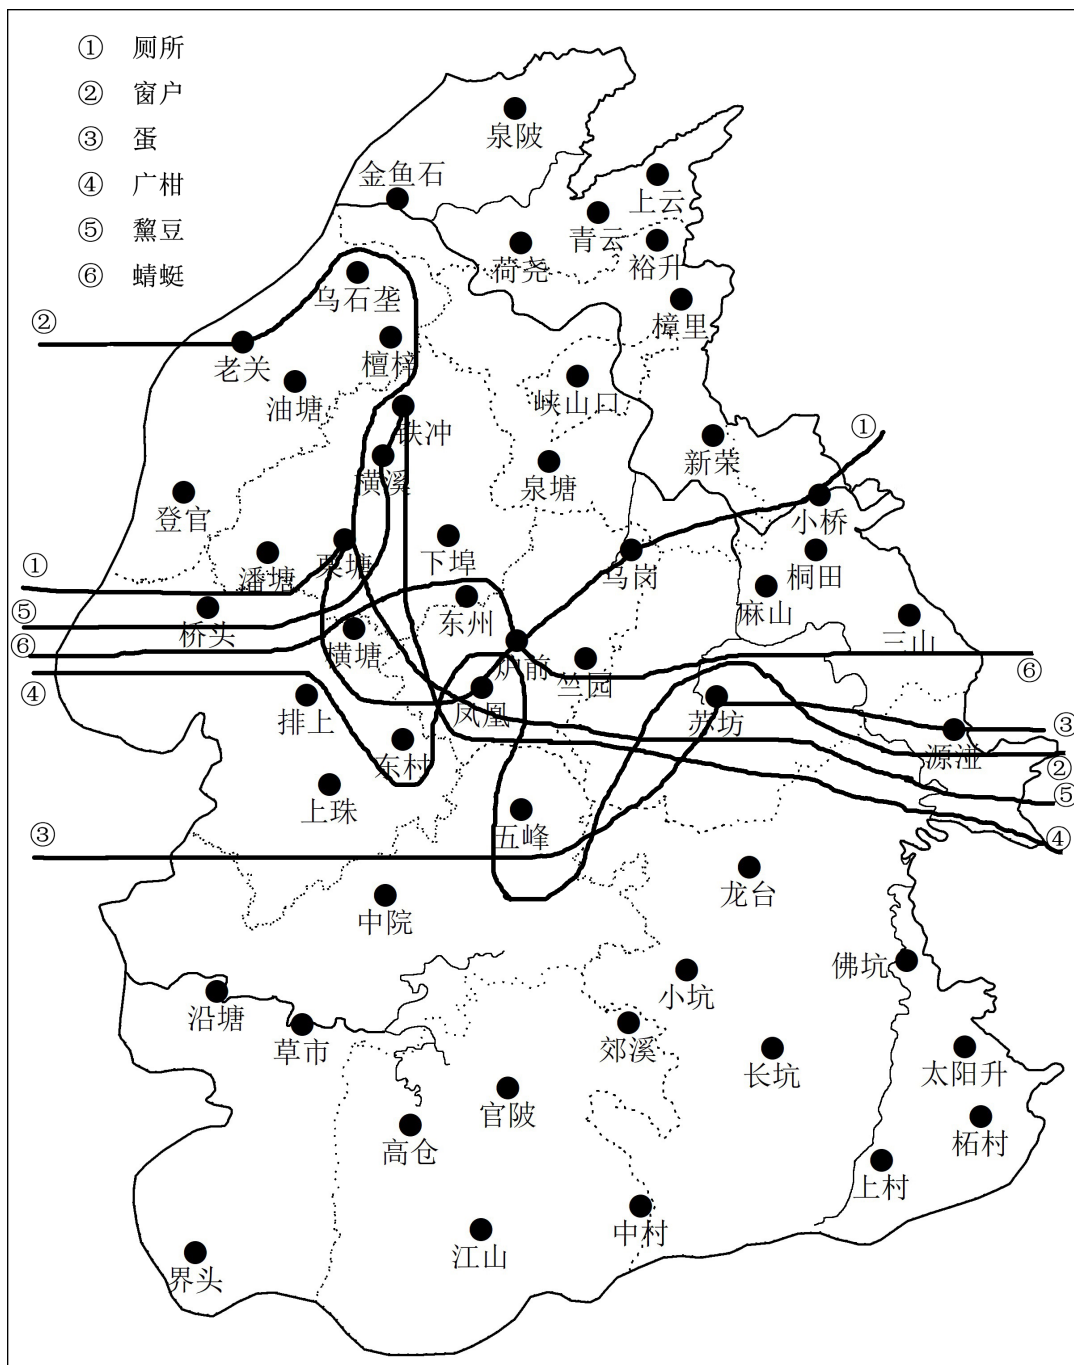 ① 厕所
② 窗户
③ 蛋
④ 广柑
⑤ 黧豆
⑥ 蜻蜓
泉陂
金鱼石
上云
青云
荷尧
裕升
乌石垄
樟里
②
老关
檀梓
油塘
峡山口
铁冲
①
新荣
横溪
泉塘
登官
小桥
栗塘
下埠
乌岗
潘塘
桐田
①
麻山
⑤
桥头
东州
三山
⑥
横塘
炉前
竺园
⑥
④
排上
凤凰
苏坊
③
东村
源湴
②
上珠
五峰
⑤
③
④
中院
龙台
佛坑
小坑
沿塘
草市
郊溪
长坑
太阳升
官陂
高仓
柘村
上村
中村
江山
界头